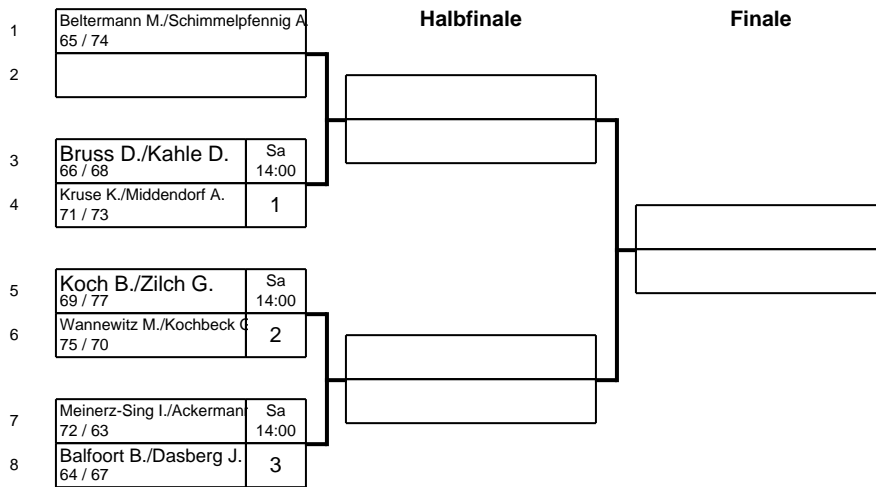 Halbfinale
Finale
1
Beltermann M./Schimmelpfennig A.
65 / 74
2
3
Bruss D./Kahle D.
66 / 68
Sa
14:00
4
Kruse K./Middendorf A.
71 / 73
1
5
Koch B./Zilch G.
69 / 77
Sa
14:00
6
Wannewitz M./Kochbeck
75 / 70
2
7
Meinerz-Sing I./Ackermann
72 / 63
Sa
14:00
8
Balfoort B./Dasberg J.
64 / 67
3